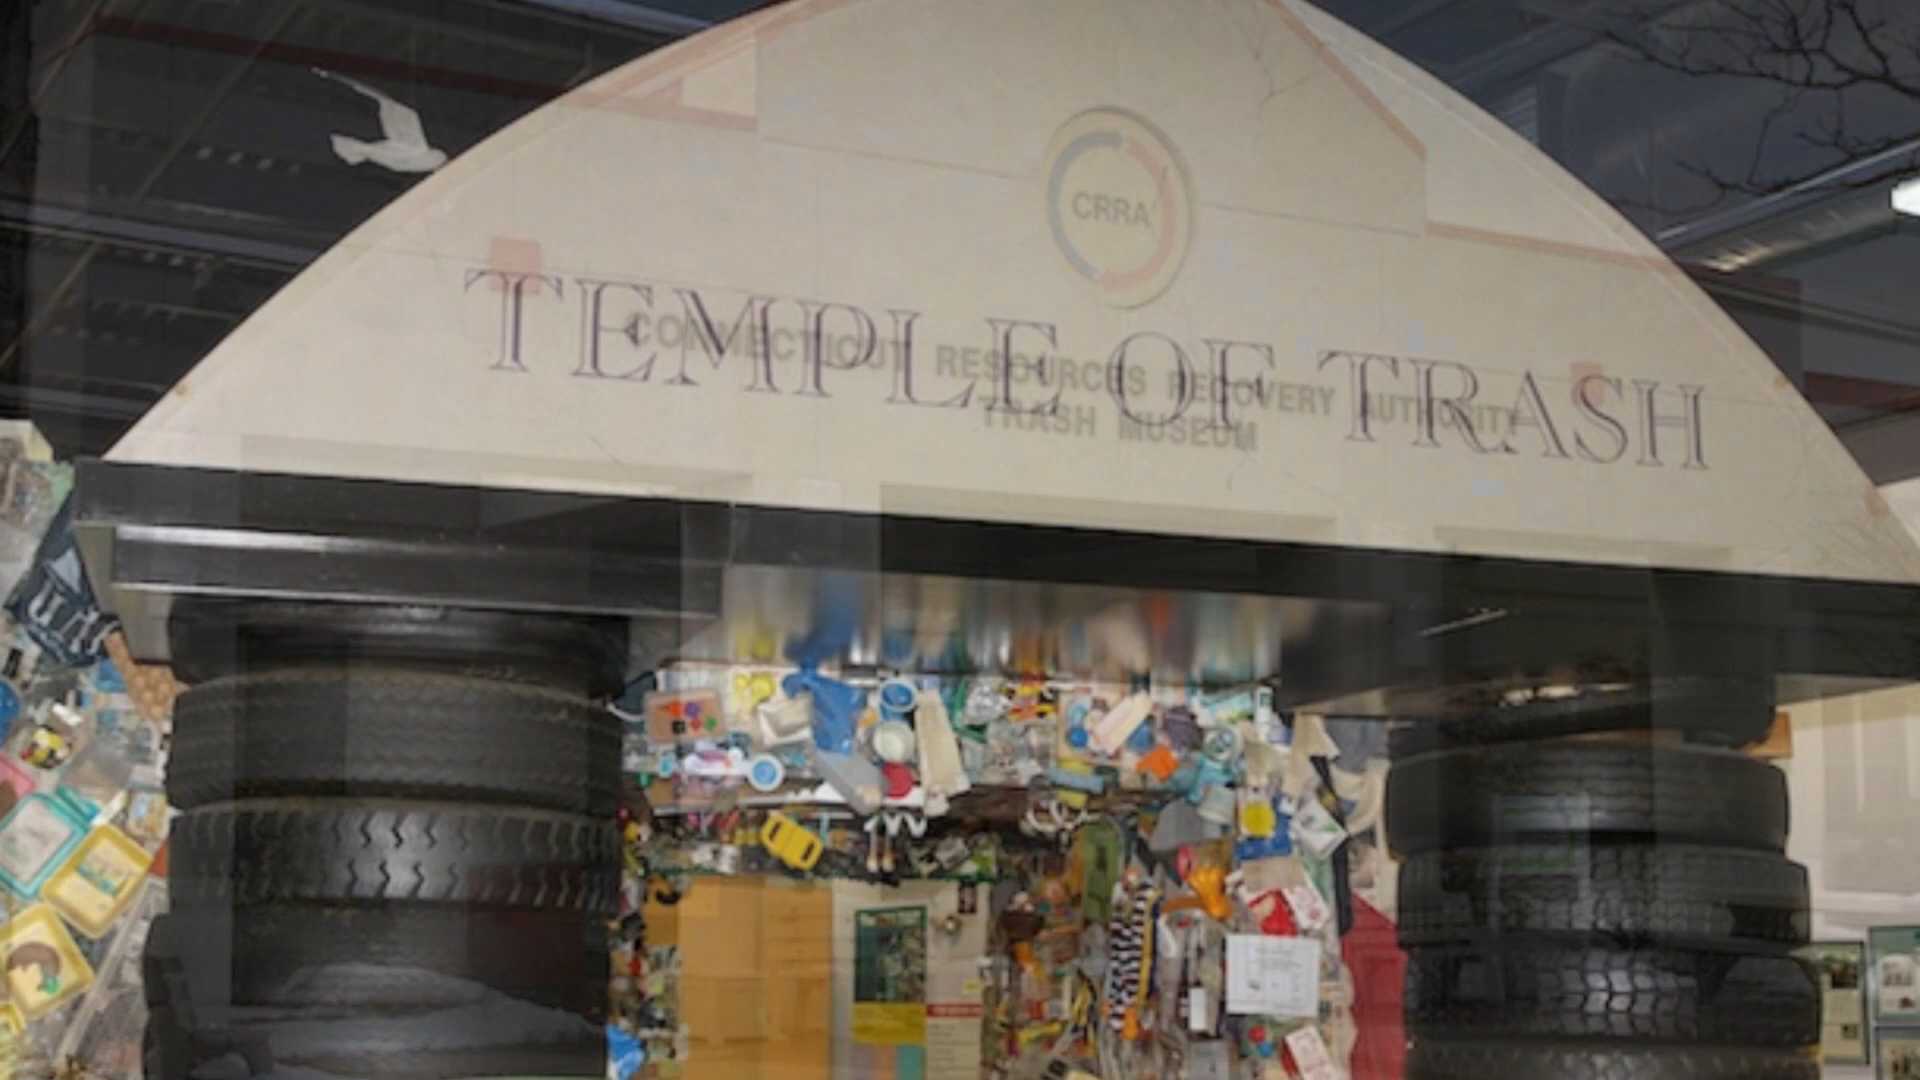 CRRA
TEMPLE OF TRASH
CONNECTICUT RESOURCES RECOVERY AUTHORITY
TRASH MUSEUM